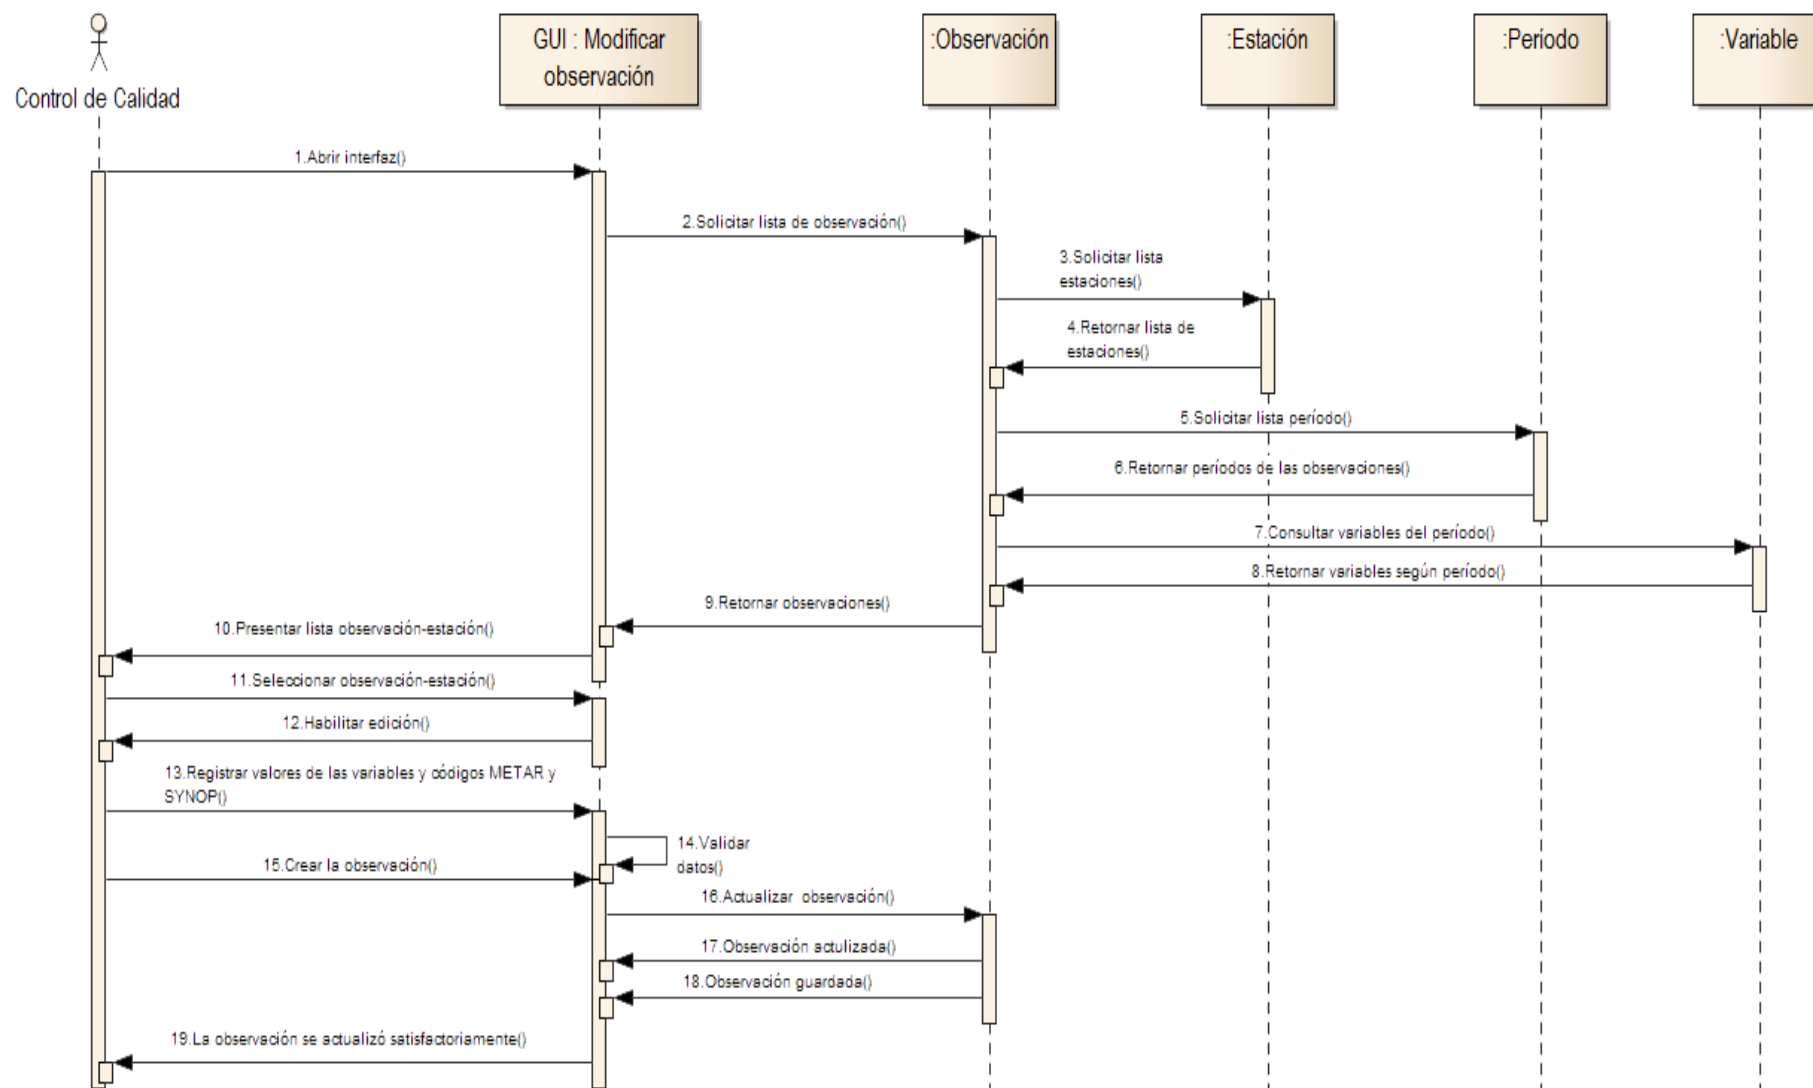 Control de Calidad
GUI : Modificar
observación
:Observación
:Estación
:Período
:Variable
1.Abrir interfaz()
2.Solicitar lista de observación()
3.Solicitar lista
estaciones()
4.Retornar lista de
estaciones()
5.Solicitar lista período()
6.Retornar períodos de las observaciones()
7.Consultar variables del período()
8.Retornar variables según período()
9.Retornar observaciones()
10.Presentar lista observación-estación()
11.Seleccionar observación-estación()
12.Habilitar edición()
13.Registrar valores de las variables y códigos METAR y
SYNOP()
14.Validar
datos()
15.Crear la observación()
16.Actualizar  observación()
17.Observación actulizada()
18.Observación guardada()
19.La observación se actualizó satisfactoriamente()